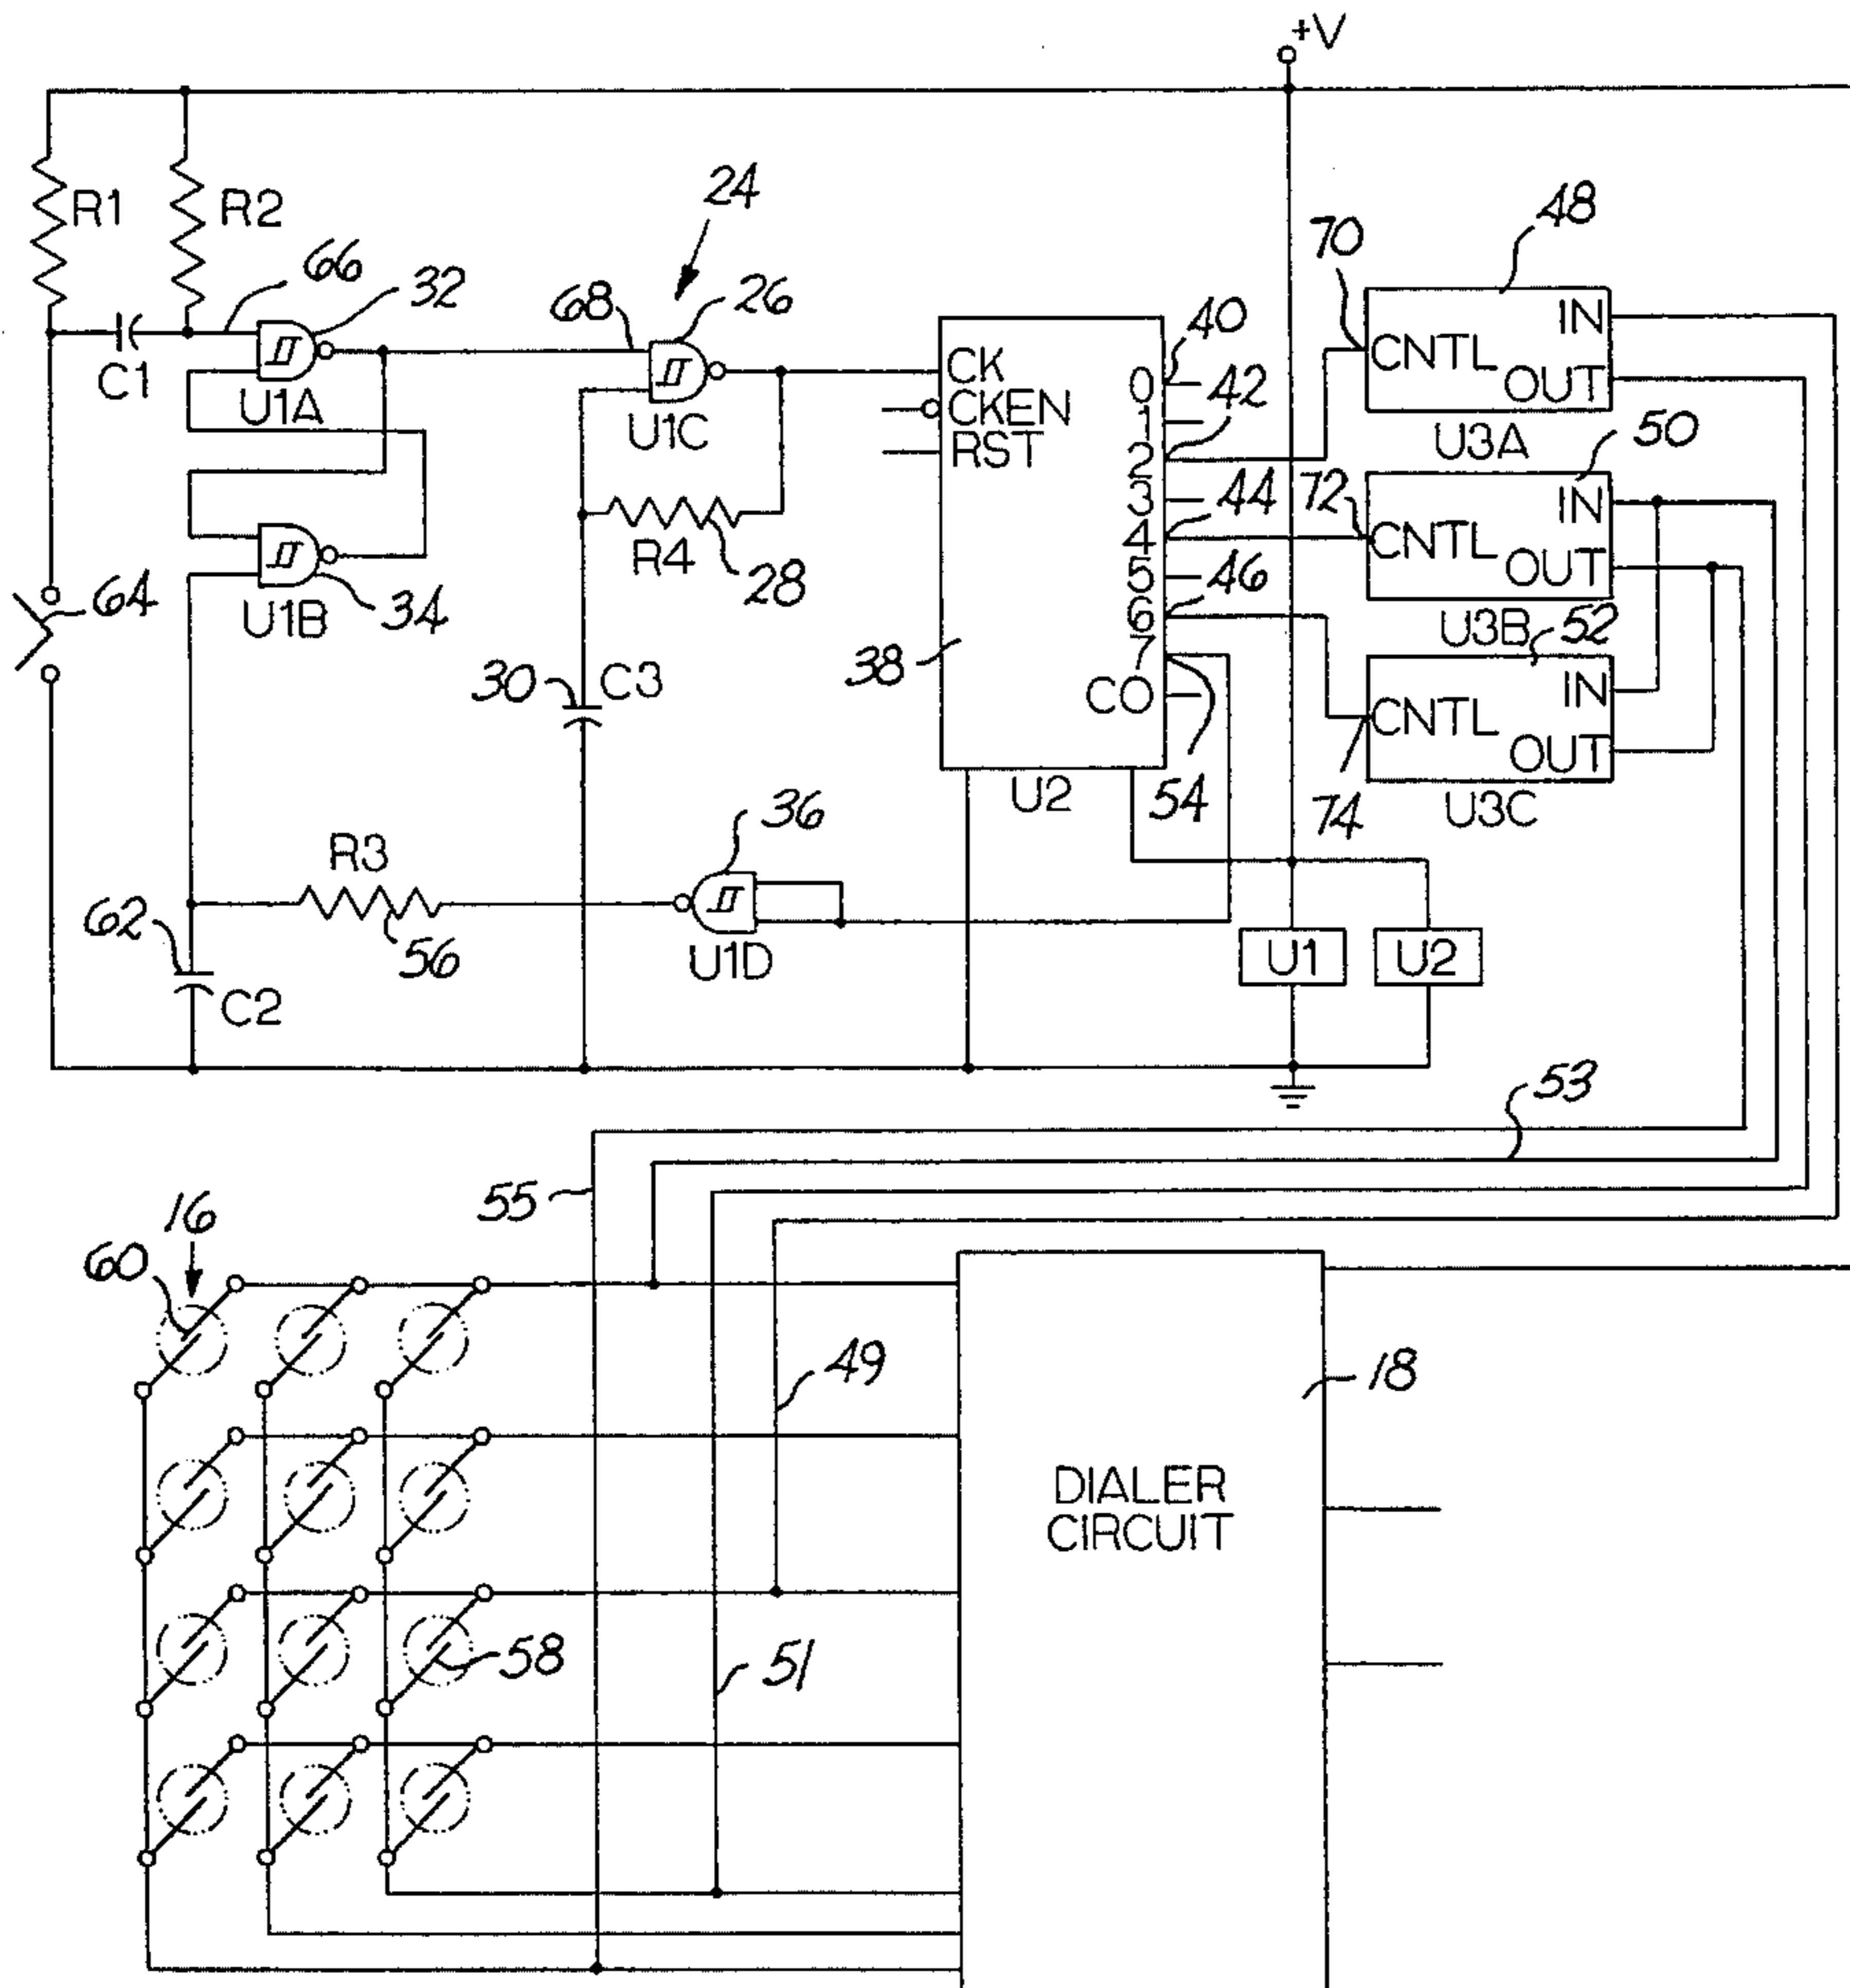 +V
R1
R2
66
32
C1
U1A
68
24
26
U1C
R4
28
U1B
34
64
30
C3
R3
56
62
C2
36
U1D
CK
CKEN
RST
0
1
2
3
4
5
6
7
CO
38
U2
40
42
44
46
54
70
48
CNTL
IN
OUT
U3A
50
72
CNTL
IN
OUT
U3B
52
CNTL
IN
OUT
74
U3C
U1
U2
53
55
16
60
49
18
DIALER
CIRCUIT
58
51